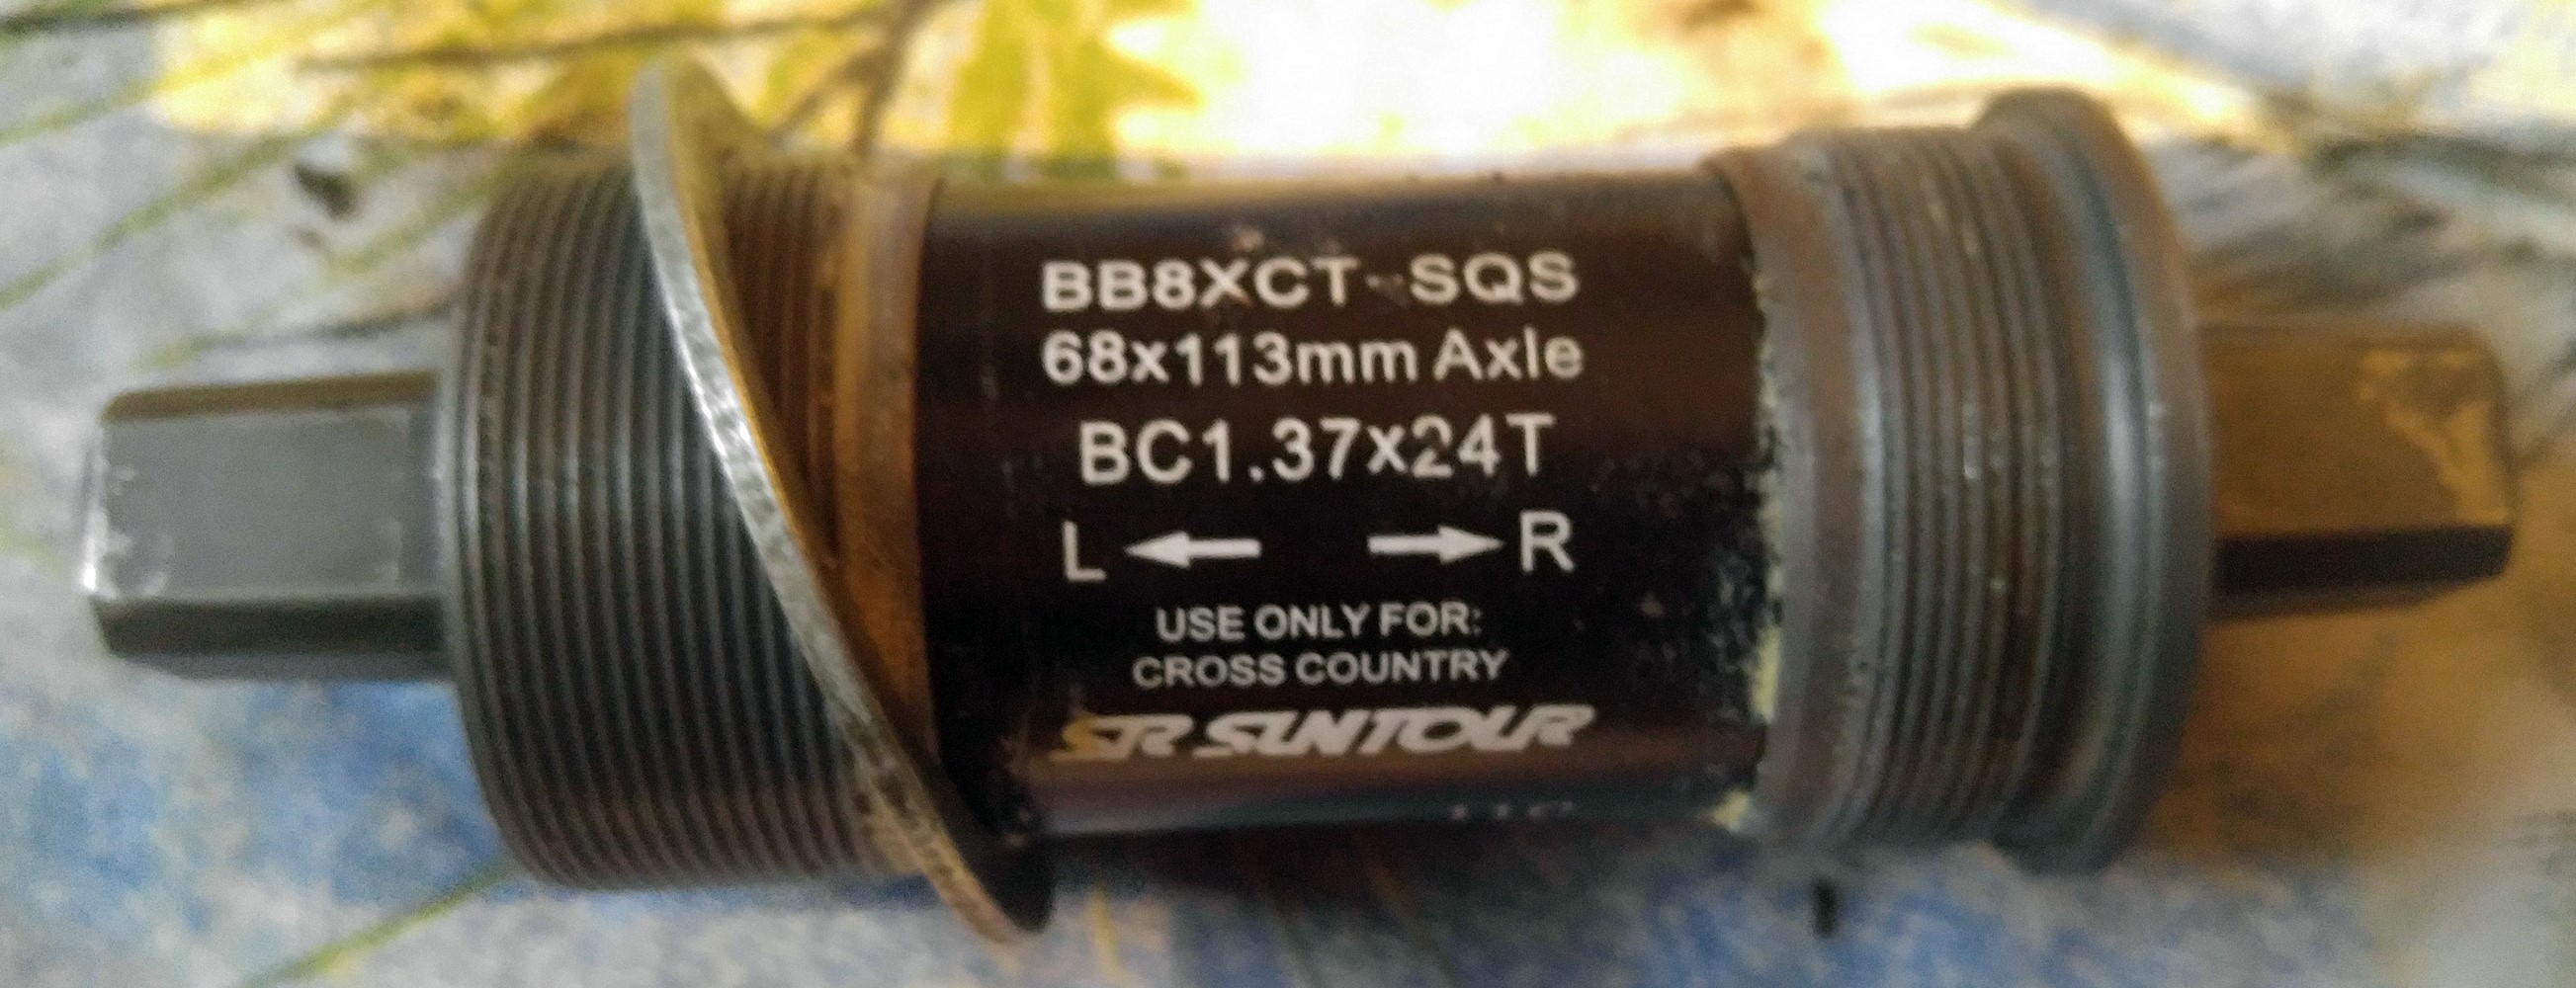 BB8XCT-SQS
68x113mm Axle
BC1.37x24T
L R
USE ONLY FOR:
CROSS COUNTRY
SR SUNTOUR